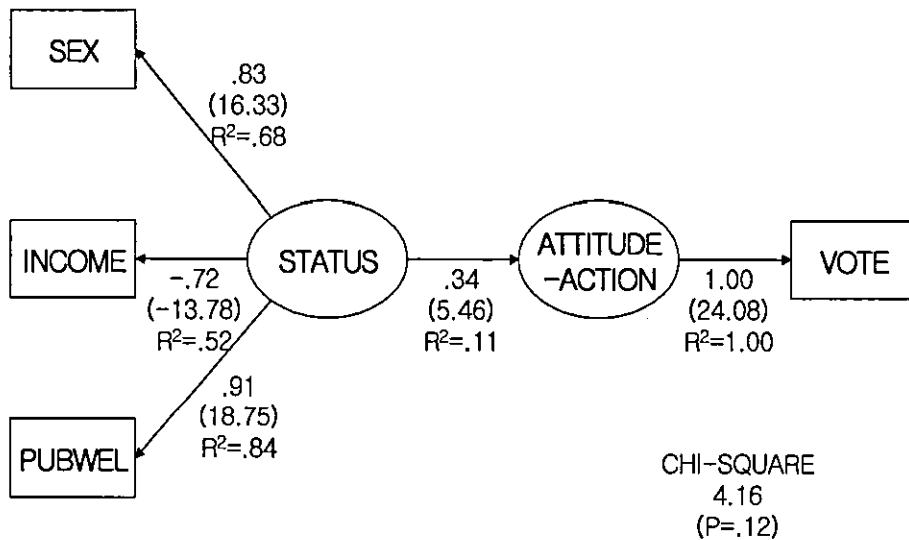 SEX
.83
(16.33)
R²=.68
INCOME
-.72
(-13.78)
R²=.52
STATUS
.34
(5.46)
R²=.11
ATTITUDE
-ACTION
1.00
(24.08)
R²=1.00
VOTE
.91
(18.75)
R²=.84
PUBWEL
CHI-SQUARE
4.16
(P=.12)